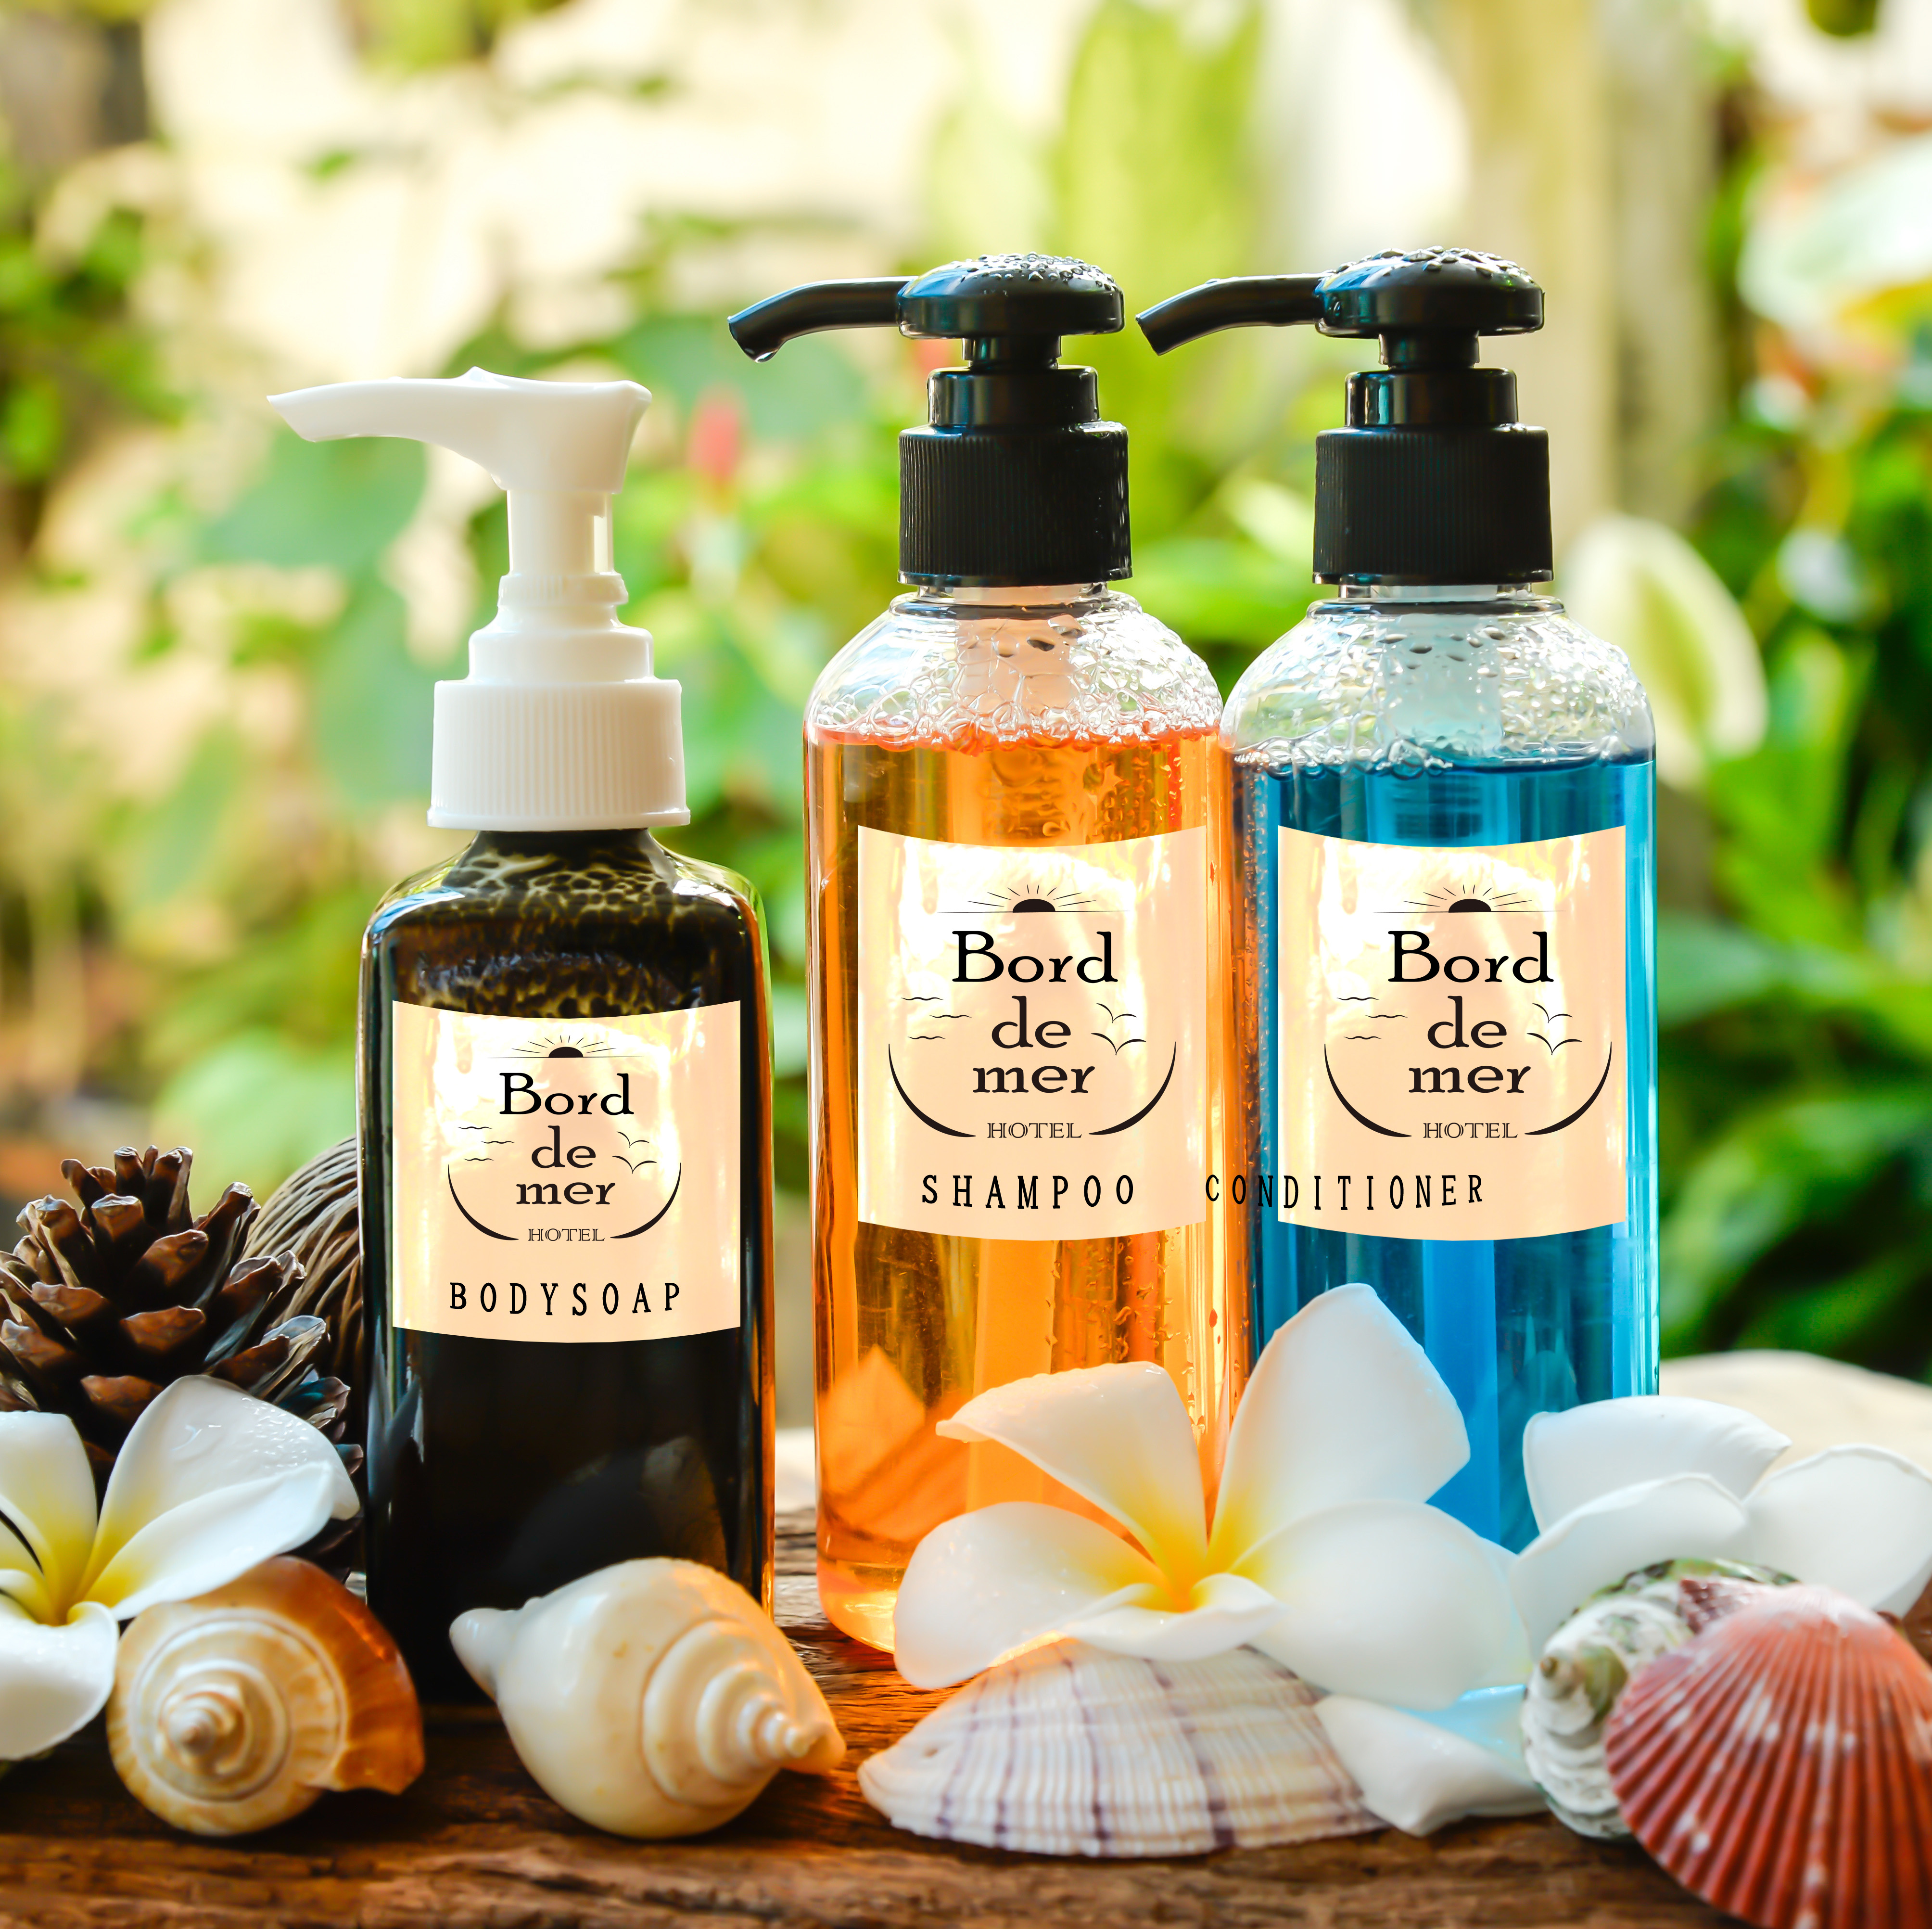 Bord
de
mer
HOTEL
BODYSOAP
Bord
de
mer
HOTEL
SHAMPOO
Bord
de
mer
HOTEL
CONDITIONER